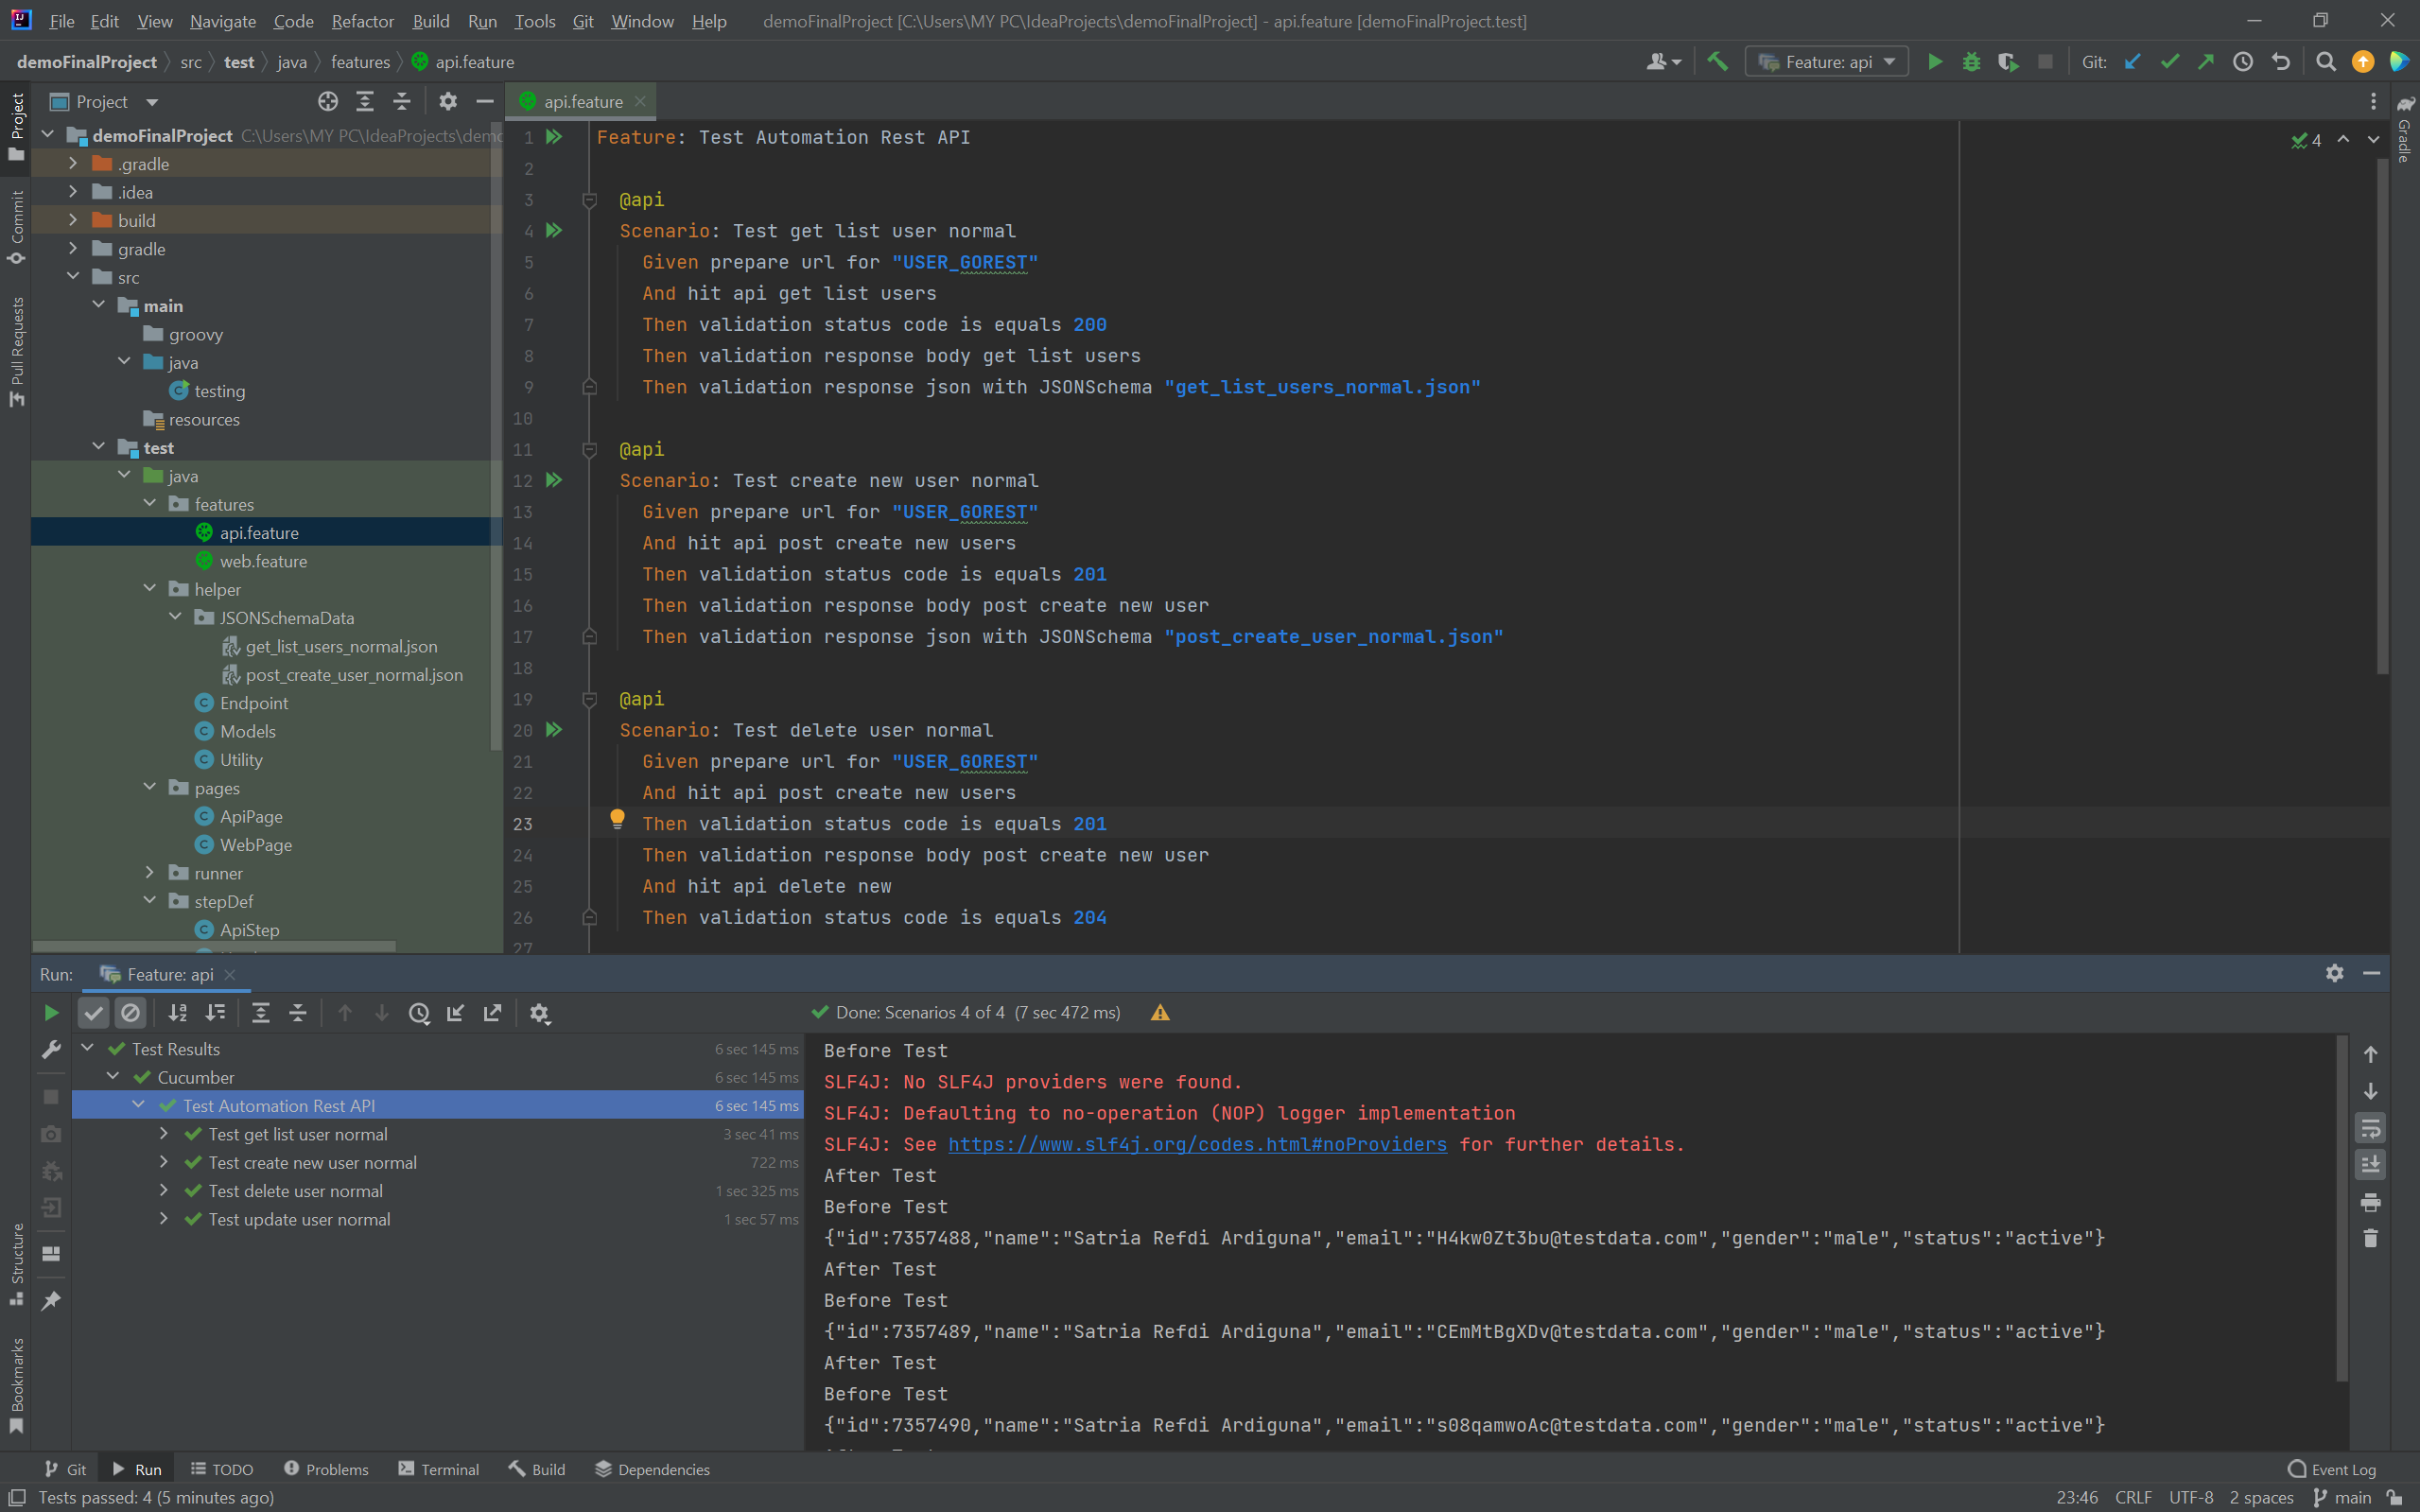 File Edit View Navigate Code Refactor Build Run Tools Git Window Help demoFinalProject [C:\Users\MY PC\IdeaProjects\demoFinalProject] - api.feature [demoFinalProject.test]
demoFinalProject src test java features api.feature Feature: api Git:
Project
api.feature
Project
Commit
Pull Requests
Structure
Bookmarks
Gradle
demoFinalProject C:\Users\MY PC\IdeaProjects\demo
.gradle
.idea
build
gradle
src
main
groovy
java
testing
resources
test
java
features
api.feature
web.feature
helper
JSONSchemaData
get_list_users_normal.json
post_create_user_normal.json
Endpoint
Models
Utility
pages
ApiPage
WebPage
runner
stepDef
ApiStep
4
1 Feature: Test Automation Rest API
2
3 @api
4 Scenario: Test get list user normal
5 Given prepare url for "USER_GOREST"
6 And hit api get list users
7 Then validation status code is equals 200
8 Then validation response body get list users
9 Then validation response json with JSONSchema "get_list_users_normal.json"
10
11 @api
12 Scenario: Test create new user normal
13 Given prepare url for "USER_GOREST"
14 And hit api post create new users
15 Then validation status code is equals 201
16 Then validation response body post create new user
17 Then validation response json with JSONSchema "post_create_user_normal.json"
18
19 @api
20 Scenario: Test delete user normal
21 Given prepare url for "USER_GOREST"
22 And hit api post create new users
23 Then validation status code is equals 201
24 Then validation response body post create new user
25 And hit api delete new
26 Then validation status code is equals 204
27
Run: Feature: api
Done: Scenarios 4 of 4 (7 sec 472 ms)
Test Results 6 sec 145 ms
Cucumber 6 sec 145 ms
Test Automation Rest API 6 sec 145 ms
Test get list user normal 3 sec 41 ms
Test create new user normal 722 ms
Test delete user normal 1 sec 325 ms
Test update user normal 1 sec 57 ms
Before Test
SLF4J: No SLF4J providers were found.
SLF4J: Defaulting to no-operation (NOP) logger implementation
SLF4J: See https://www.slf4j.org/codes.html#noProviders for further details.
After Test
Before Test
{"id":7357488,"name":"Satria Refdi Ardiguna","email":"H4kw0Zt3bu@testdata.com","gender":"male","status":"active"}
After Test
Before Test
{"id":7357489,"name":"Satria Refdi Ardiguna","email":"CEmMtBgXDv@testdata.com","gender":"male","status":"active"}
After Test
Before Test
{"id":7357490,"name":"Satria Refdi Ardiguna","email":"s08qamwoAc@testdata.com","gender":"male","status":"active"}
Git Run TODO Problems Terminal Build Dependencies Event Log
Tests passed: 4 (5 minutes ago) 23:46 CRLF UTF-8 2 spaces main